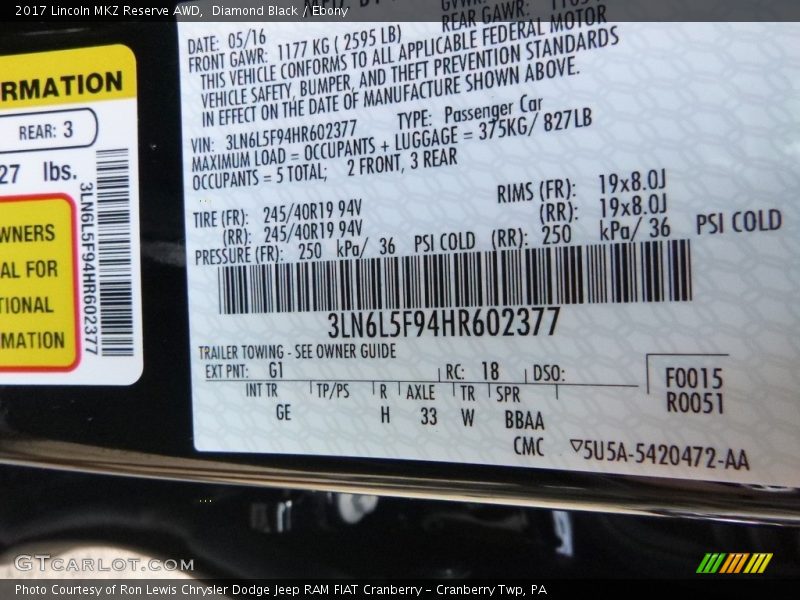 2017 Lincoln MKZ Reserve AWD,  Diamond Black / Ebony
REAR GAWR:
DATE: 05/16
FRONT GAWR: 1177 KG ( 2595 LB)
THIS VEHICLE CONFORMS TO ALL APPLICABLE FEDERAL MOTOR
VEHICLE SAFETY, BUMPER, AND THEFT PREVENTION STANDARDS
IN EFFECT ON THE DATE OF MANUFACTURE SHOWN ABOVE.
VIN: 3LN6L5F94HR602377 TYPE: Passenger Car
MAXIMUM LOAD = OCCUPANTS + LUGGAGE = 375KG/ 827LB
OCCUPANTS = 5 TOTAL; 2 FRONT, 3 REAR
TIRE (FR): 245/40R19 94V RIMS (FR): 19x8.0J
(RR): 245/40R19 94V (RR): 19x8.0J
PRESSURE (FR): 250 kPa/ 36 PSI COLD (RR): 250 kPa/ 36 PSI COLD
3LN6L5F94HR602377
TRAILER TOWING - SEE OWNER GUIDE
EXT PNT: G1 RC: 18 DSO:
INT TR TP/PS R AXLE TR SPR
GE H 33 W BBAA
CMC
F0015
R0051
5U5A-5420472-AA
RMATION
REAR: 3
27 lbs.
WNERS
AL FOR
TIONAL
MATION
3LN6L5F94HR602377
GTCARLOT.COM
Photo Courtesy of Ron Lewis Chrysler Dodge Jeep RAM FIAT Cranberry – Cranberry Twp, PA